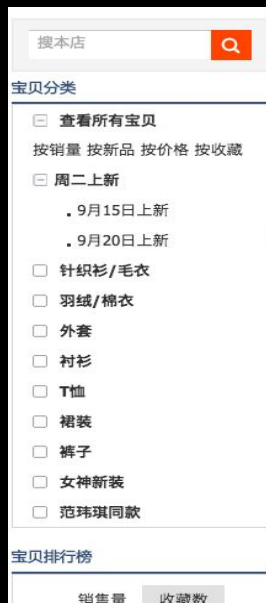 搜本店
宝贝分类
查看所有宝贝
按销量 按新品 按价格 按收藏
周二上新
9月15日上新
9月20日上新
针织衫/毛衣
羽绒/棉衣
外套
衬衫
T恤
裙装
裤子
女神新装
范玮琪同款
宝贝排行榜
销售量 收藏数